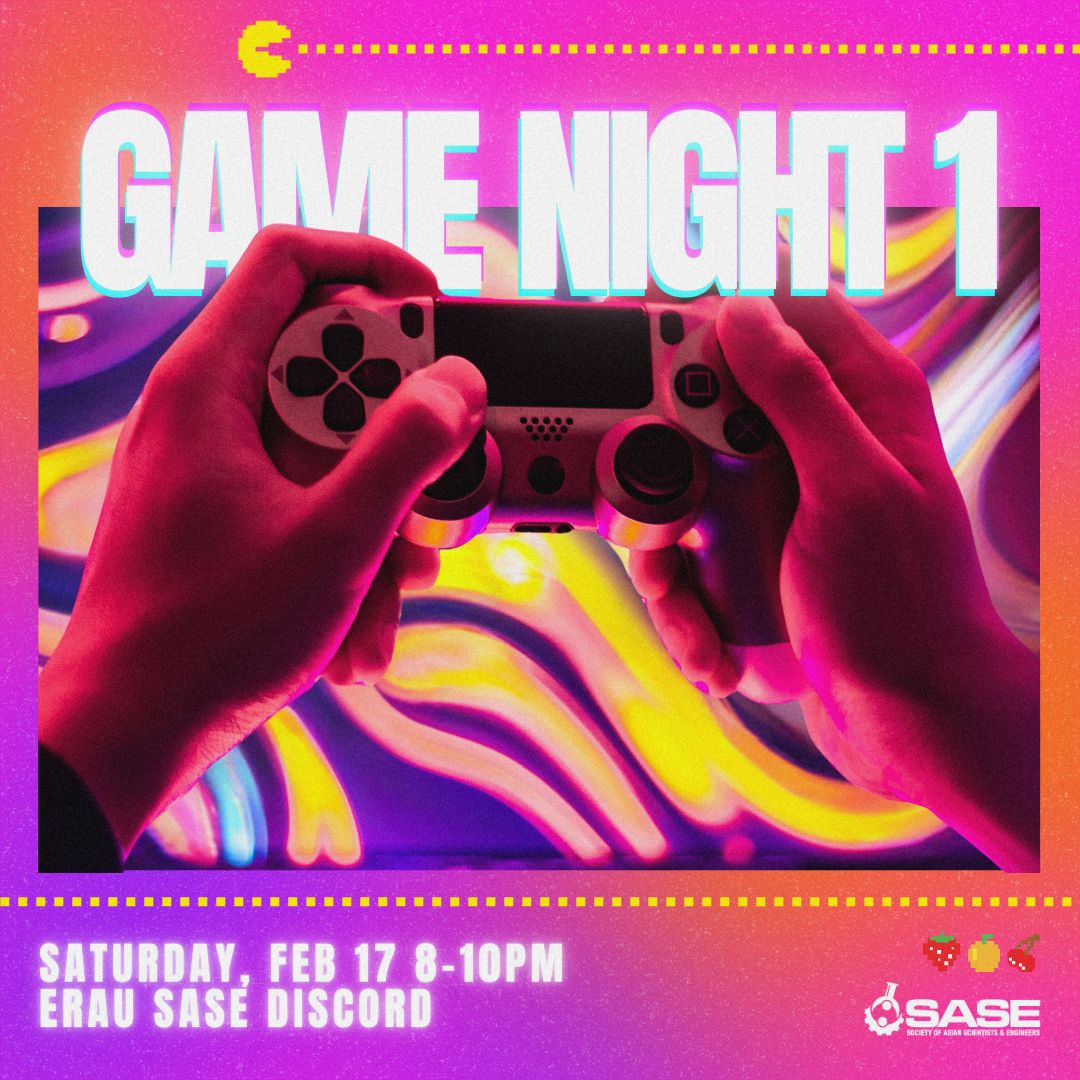 GAME NIGHT 1
SATURDAY, FEB 17 8-10PM
ERAU SASE DISCORD
SASE
SOCIETY OF ASIAN SCIENTISTS & ENGINEERS